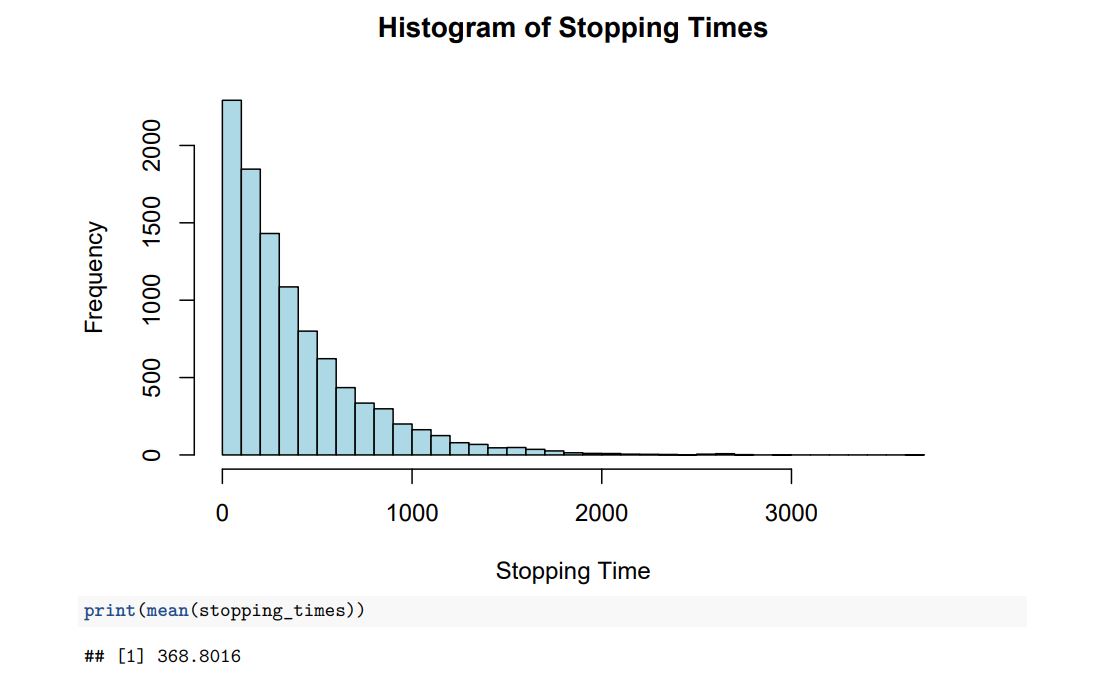 Histogram of Stopping Times
Frequency
2000
1500
1000
500
0
0 1000 2000 3000
Stopping Time
print(mean(stopping_times))
## [1] 368.8016